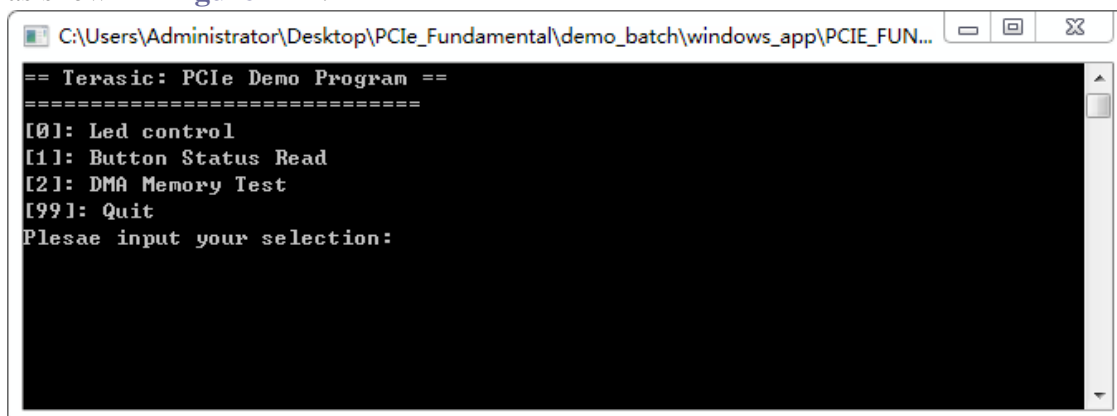 C:\Users\Administrator\Desktop\PCIe_Fundamental\demo_batch\windows_app\PCIE_FUN...
== Terasic: PCIe Demo Program ==
==============================
[0]: Led control
[1]: Button Status Read
[2]: DMA Memory Test
[99]: Quit
Plesae input your selection: